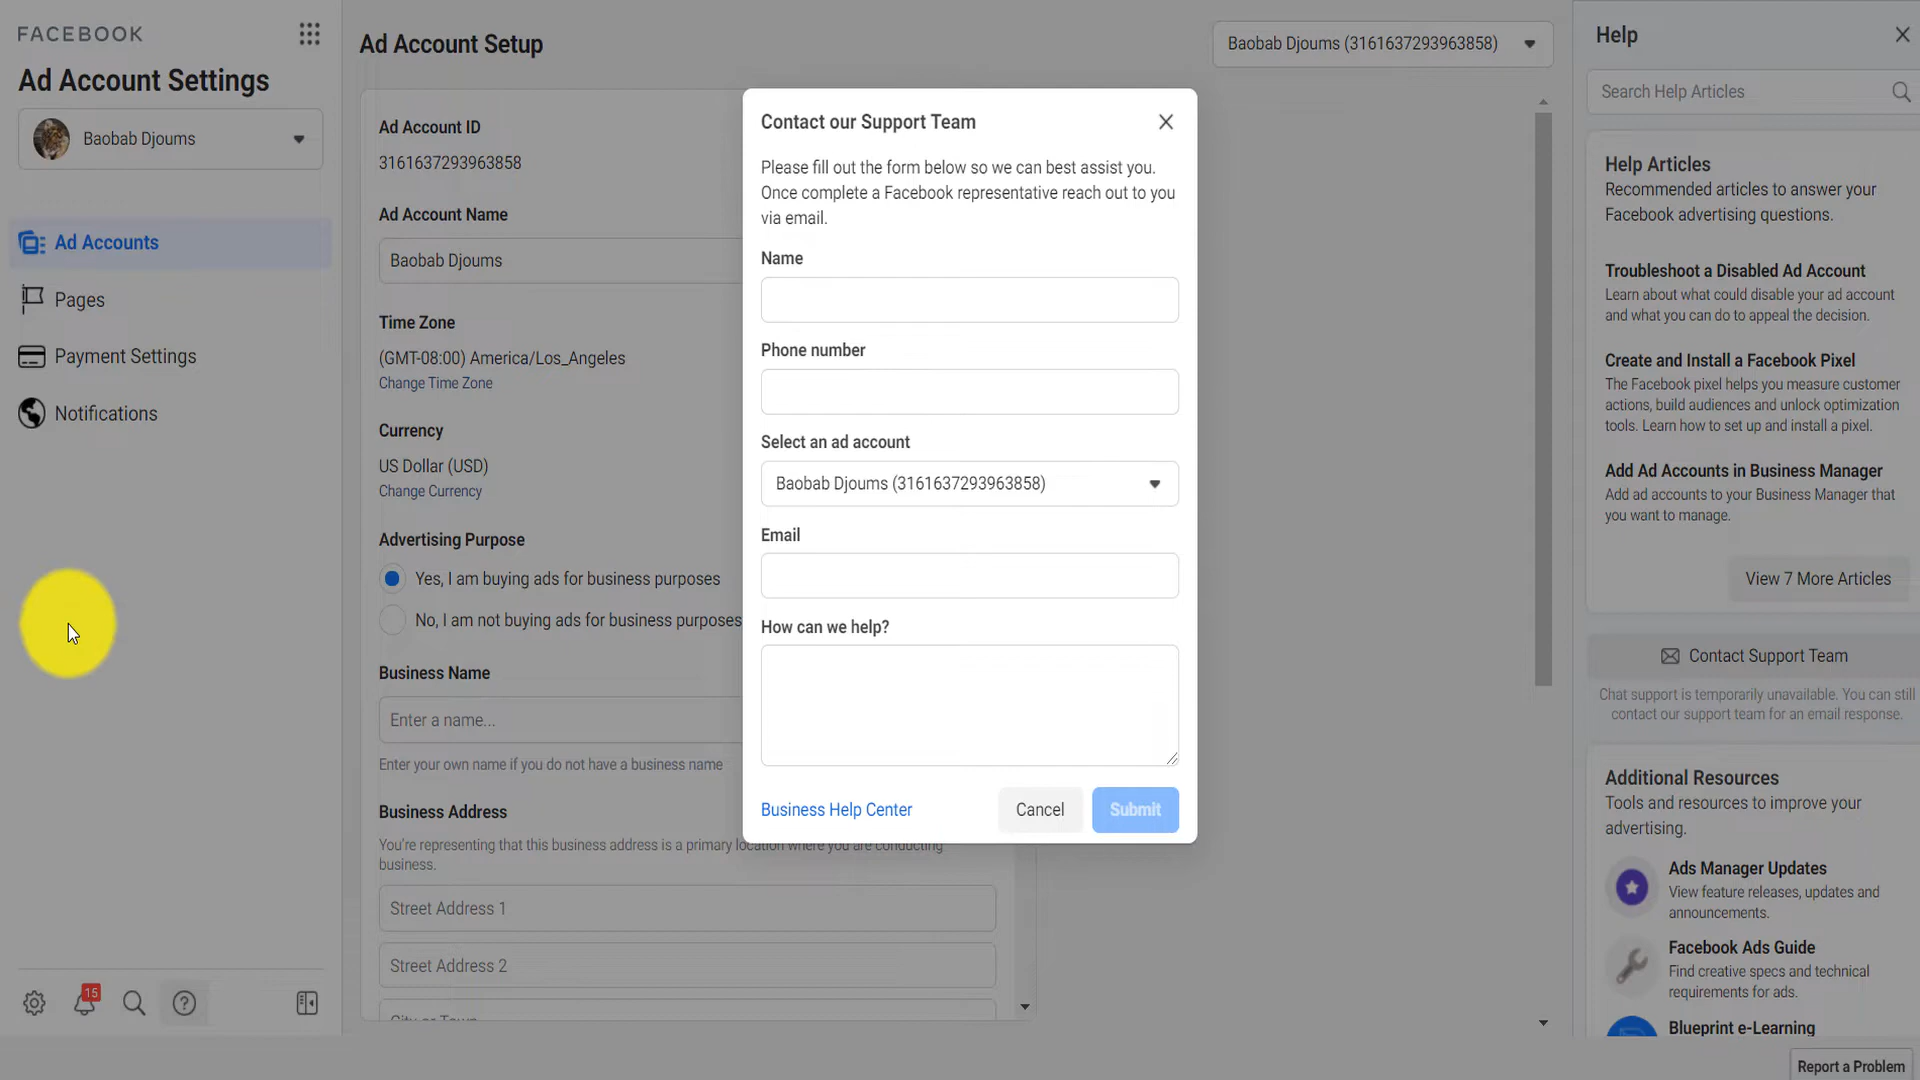 FACEBOOK
Ad Account Settings
Baobab Djoums
Ad Accounts
Pages
Payment Settings
Notifications
15
Ad Account Setup
Baobab Djoums (3161637293963858)
Ad Account ID
3161637293963858
Ad Account Name
Baobab Djoums
Time Zone
(GMT-08:00) America/Los_Angeles
Change Time Zone
Currency
US Dollar (USD)
Change Currency
Advertising Purpose
Yes, I am buying ads for business purposes
No, I am not buying ads for business purposes
Business Name
Enter a name...
Enter your own name if you do not have a business name
Business Address
You're representing that this business address is a primary location where you are conducting
business.
Street Address 1
Street Address 2
City or Town
Contact our Support Team
Please fill out the form below so we can best assist you.
Once complete a Facebook representative reach out to you
via email.
Name
Phone number
Select an ad account
Baobab Djoums (3161637293963858)
Email
How can we help?
Business Help Center
Cancel
Submit
Help
Search Help Articles
Help Articles
Recommended articles to answer your
Facebook advertising questions.
Troubleshoot a Disabled Ad Account
Learn about what could disable your ad account
and what you can do to appeal the decision.
Create and Install a Facebook Pixel
The Facebook pixel helps you measure customer
actions, build audiences and unlock optimization
tools. Learn how to set up and install a pixel.
Add Ad Accounts in Business Manager
Add ad accounts to your Business Manager that
you want to manage.
View 7 More Articles
Contact Support Team
Chat support is temporarily unavailable. You can still
contact our support team for an email response.
Additional Resources
Tools and resources to improve your
advertising.
Ads Manager Updates
View feature releases, updates and
announcements.
Facebook Ads Guide
Find creative specs and technical
requirements for ads.
Blueprint e-Learning
Report a Problem